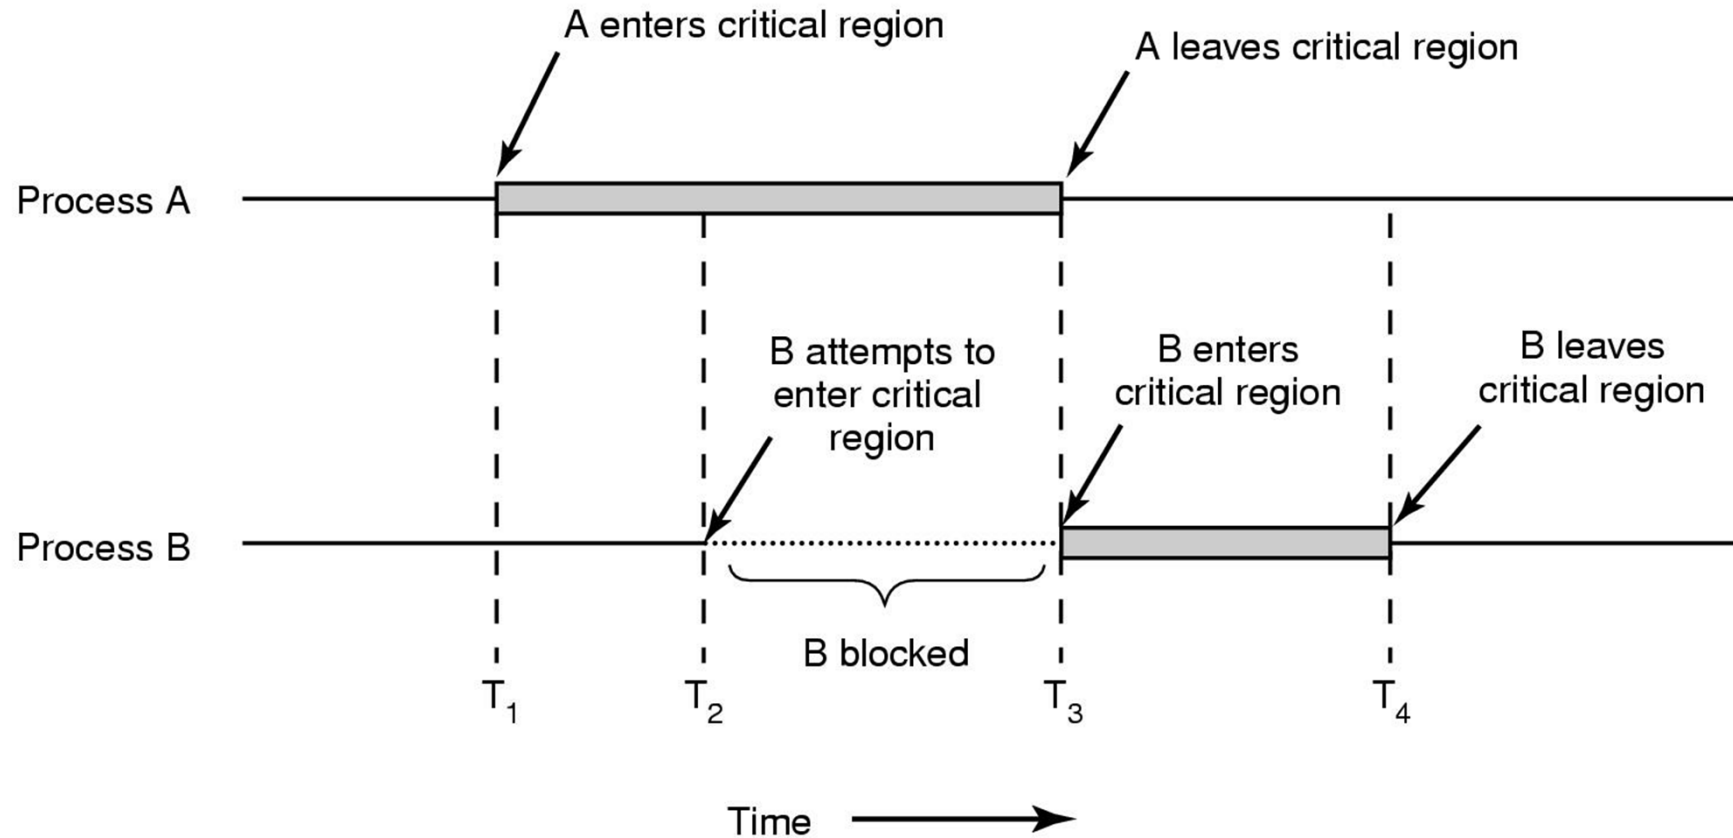 A enters critical region
A leaves critical region
Process A
B attempts to
enter critical
region
B enters
critical region
B leaves
critical region
Process B
B blocked
T1
T2
T3
T4
Time